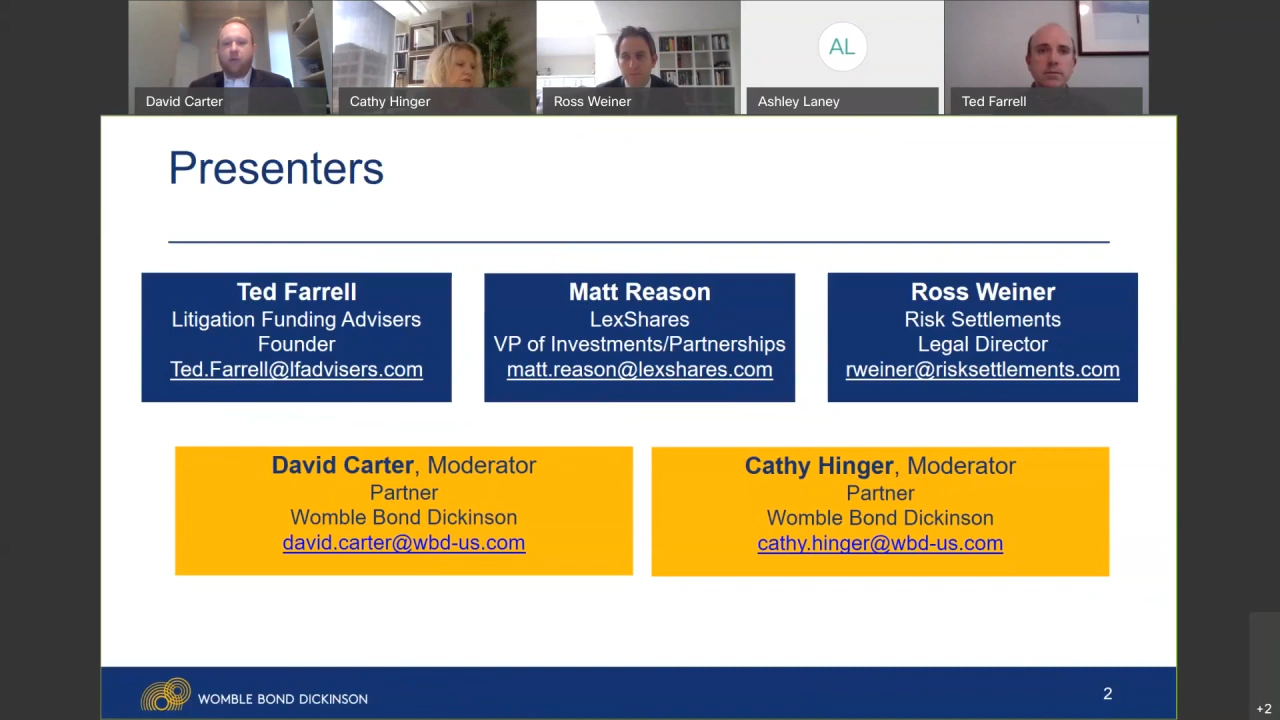 David Carter
Cathy Hinger
Ross Weiner
AL
Ashley Laney
Ted Farrell
Presenters
Ted Farrell
Litigation Funding Advisers
Founder
Ted.Farrell@lfadvisers.com
Matt Reason
LexShares
VP of Investments/Partnerships
matt.reason@lexshares.com
Ross Weiner
Risk Settlements
Legal Director
rweiner@risksettlements.com
David Carter, Moderator
Partner
Womble Bond Dickinson
david.carter@wbd-us.com
Cathy Hinger, Moderator
Partner
Womble Bond Dickinson
cathy.hinger@wbd-us.com
WOMBLE BOND DICKINSON
2
+2